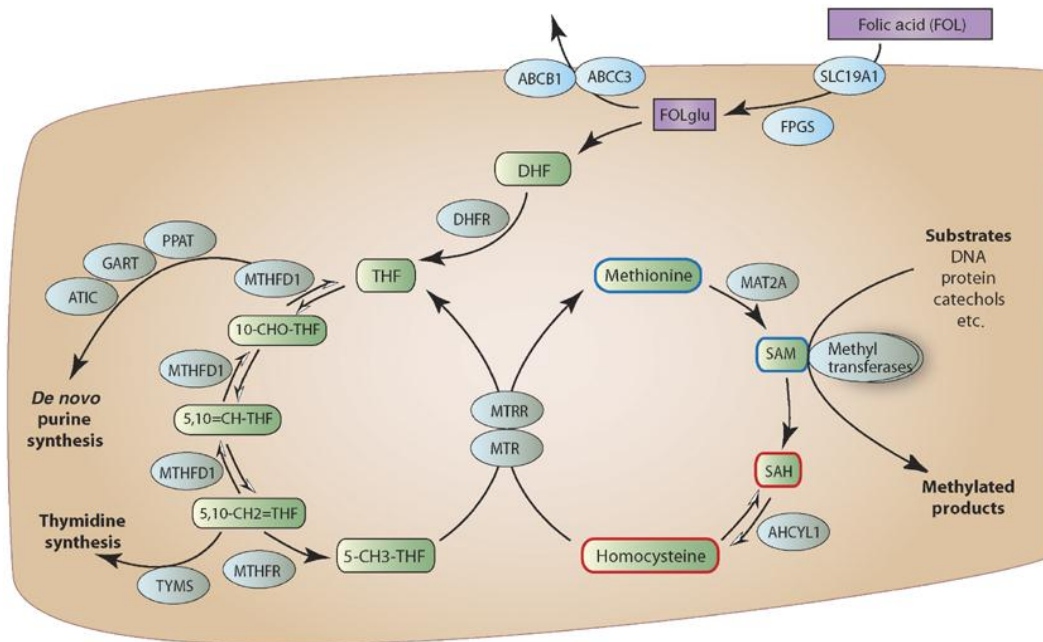 Folic acid (FOL)
ABCB1
ABCC3
SLC19A1
FOLglu
FPGS
DHF
DHFR
PPAT
GART
ATIC
MTHFD1
THF
Methionine
MAT2A
Substrates
DNA
protein
catechols
etc.
10-CHO-THF
SAM
Methyl
transferases
MTHFD1
De novo
purine
synthesis
5,10=CH-THF
MTRR
MTR
MTHFD1
SAH
Methylated
products
5,10-CH2=THF
Thymidine
synthesis
AHCYL1
5-CH3-THF
Homocysteine
MTHFR
TYMS